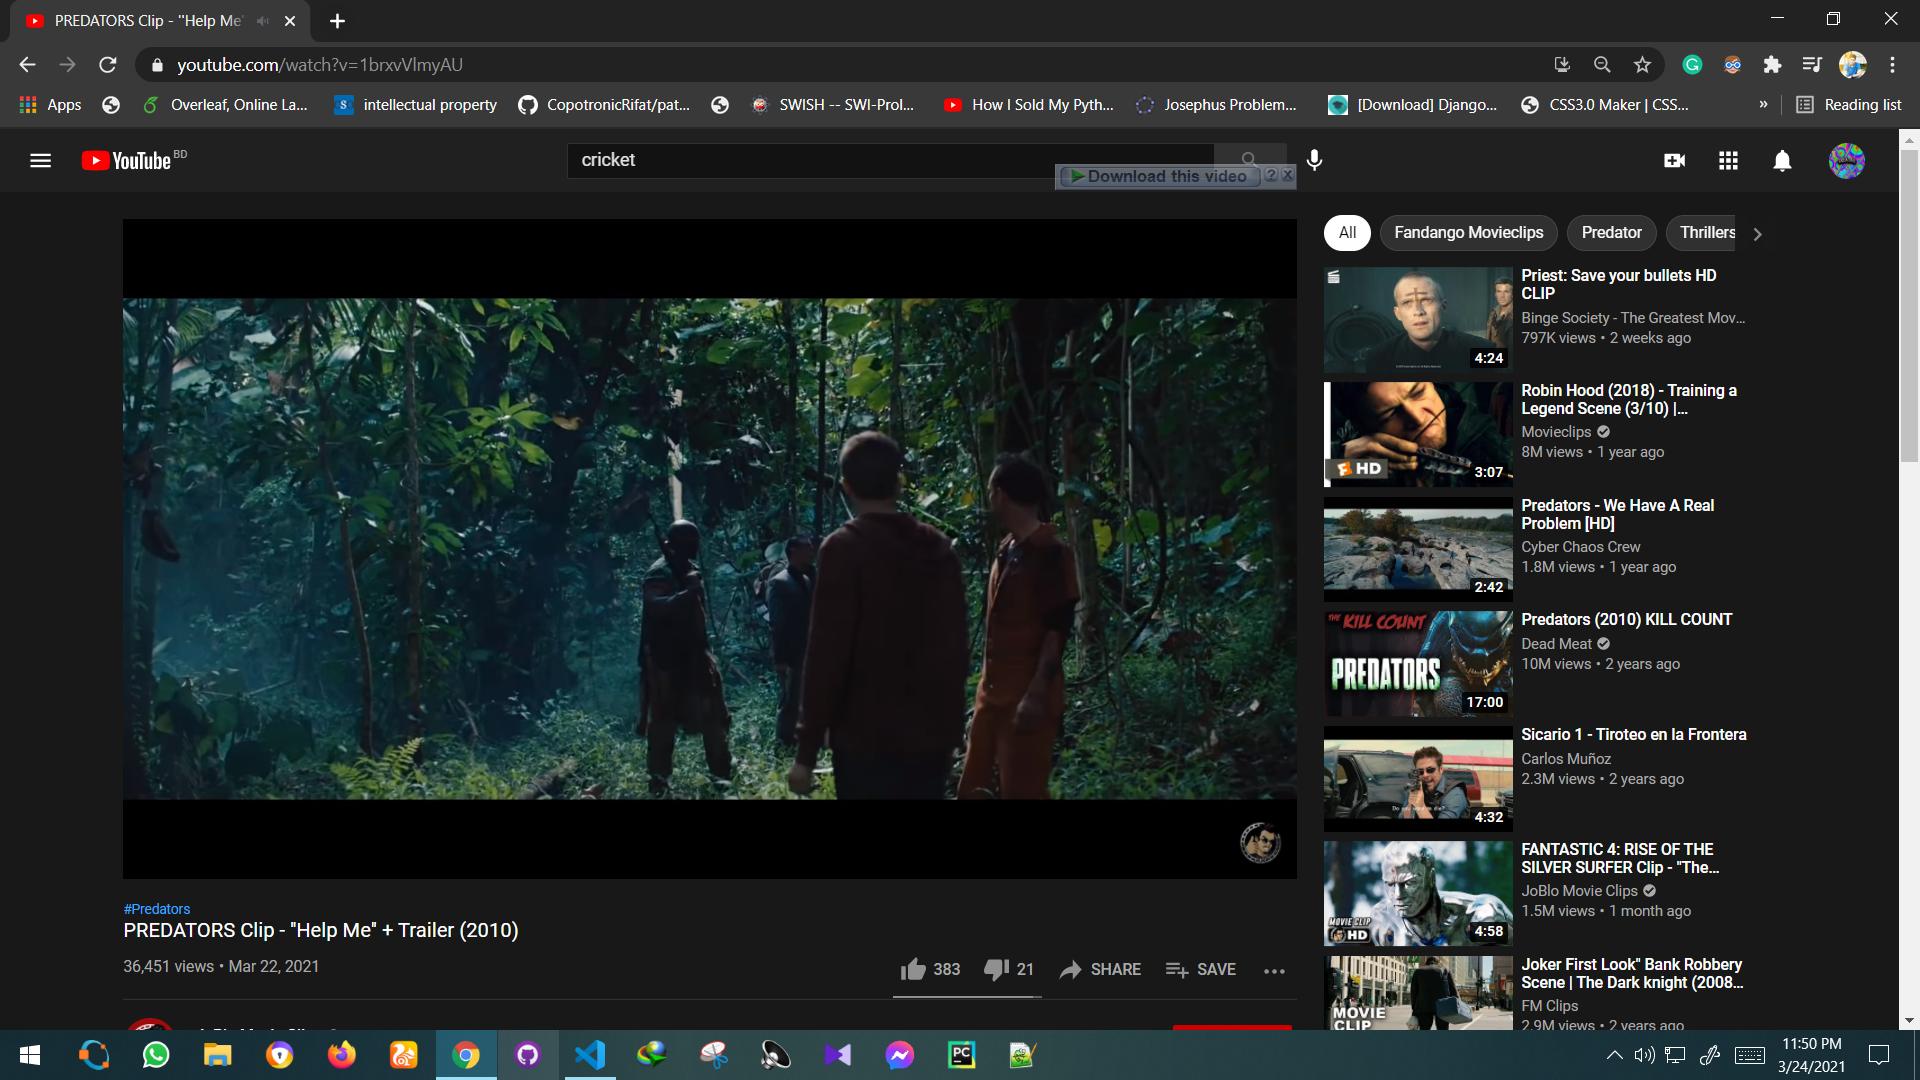 PREDATORS Clip - "Help Me"
youtube.com/watch?v=1brxvVlmyAU
Apps
Overleaf, Online La...
intellectual property
CopotronicRifat/pat...
SWISH -- SWI-Prol...
How I Sold My Pyth...
Josephus Problem...
[Download] Django...
CSS3.0 Maker | CSS...
»
Reading list
YouTube BD
cricket
Download this video
All
Fandango Movieclips
Predator
Thrillers
Priest: Save your bullets HD
CLIP
Binge Society - The Greatest Mov...
797K views • 2 weeks ago
4:24
Robin Hood (2018) - Training a
Legend Scene (3/10) |...
Movieclips
8M views • 1 year ago
HD
3:07
Predators - We Have A Real
Problem [HD]
Cyber Chaos Crew
1.8M views • 1 year ago
2:42
THE KILL COUNT
PREDATORS
17:00
Predators (2010) KILL COUNT
Dead Meat
10M views • 2 years ago
Sicario 1 - Tiroteo en la Frontera
Carlos Muñoz
2.3M views • 2 years ago
4:32
FANTASTIC 4: RISE OF THE
SILVER SURFER Clip - "The...
JoBlo Movie Clips
1.5M views • 1 month ago
MOVIE CLIP
HD
4:58
Joker First Look" Bank Robbery
Scene | The Dark knight (2008...
FM Clips
2.9M views • 2 years ago
MOVIE
CLIP
#Predators
PREDATORS Clip - "Help Me" + Trailer (2010)
36,451 views • Mar 22, 2021
383
21
SHARE
SAVE
PC
11:50 PM
3/24/2021